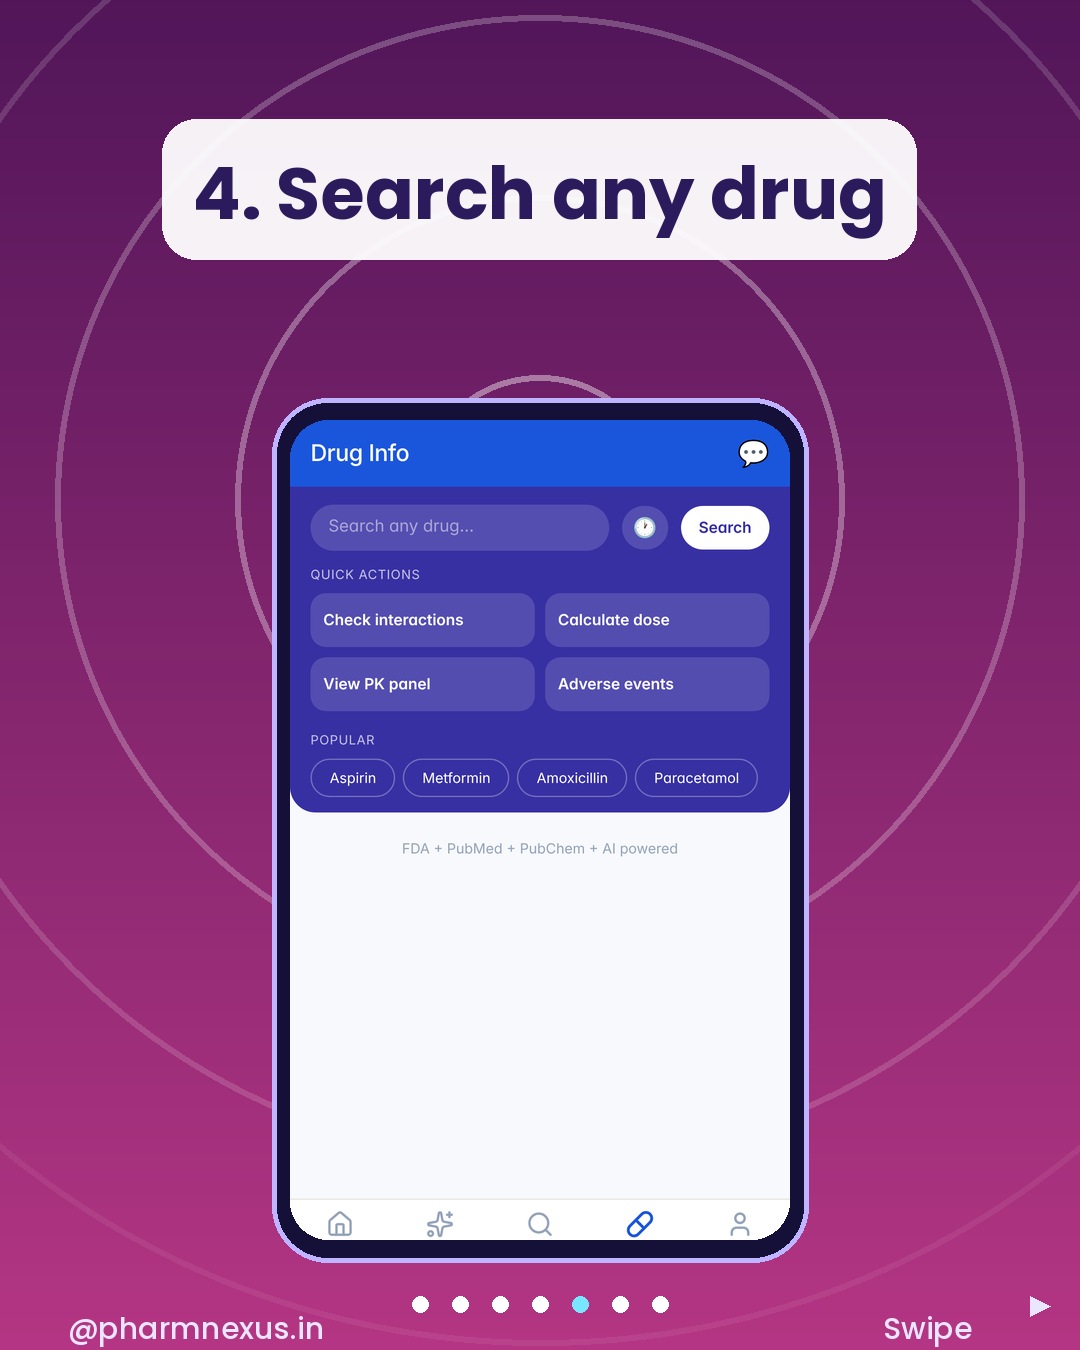 4. Search any drug
Drug Info
Search any drug...
Search
QUICK ACTIONS
Check interactions
Calculate dose
View PK panel
Adverse events
POPULAR
Aspirin
Metformin
Amoxicillin
Paracetamol
FDA + PubMed + PubChem + AI powered
@pharmnexus.in
Swipe